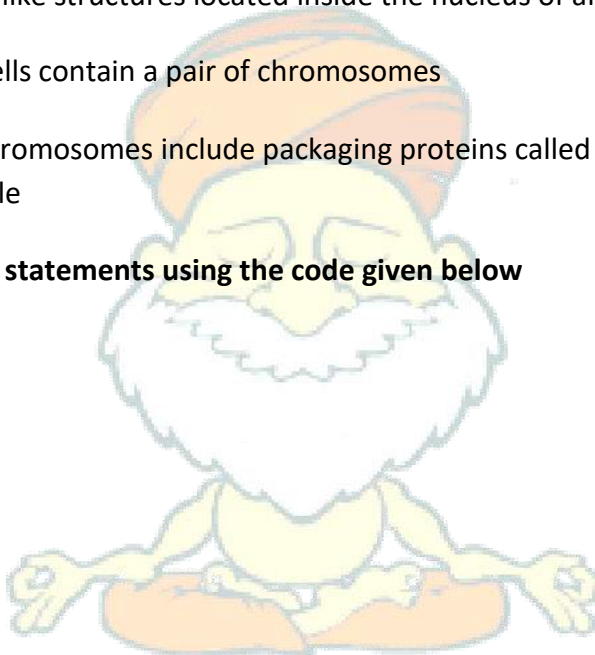 like structures located inside the nucleus of
ells contain a pair of chromosomes
romosomes include packaging proteins called
le
statements using the code given below